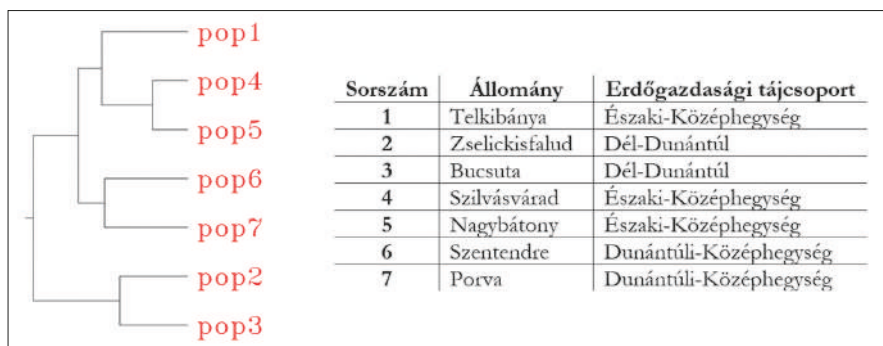 pop1
pop4
pop5
pop6
pop7
pop2
pop3
Sorszám Állomány Erdőgazdasági tájcsoport
1 Telkibánya Északi-Középhegység
2 Zselickisfalud Dél-Dunántúl
3 Bucsuta Dél-Dunántúl
4 Szilvásvárad Északi-Középhegység
5 Nagybátony Északi-Középhegység
6 Szentendre Dunántúli-Középhegység
7 Porva Dunántúli-Középhegység